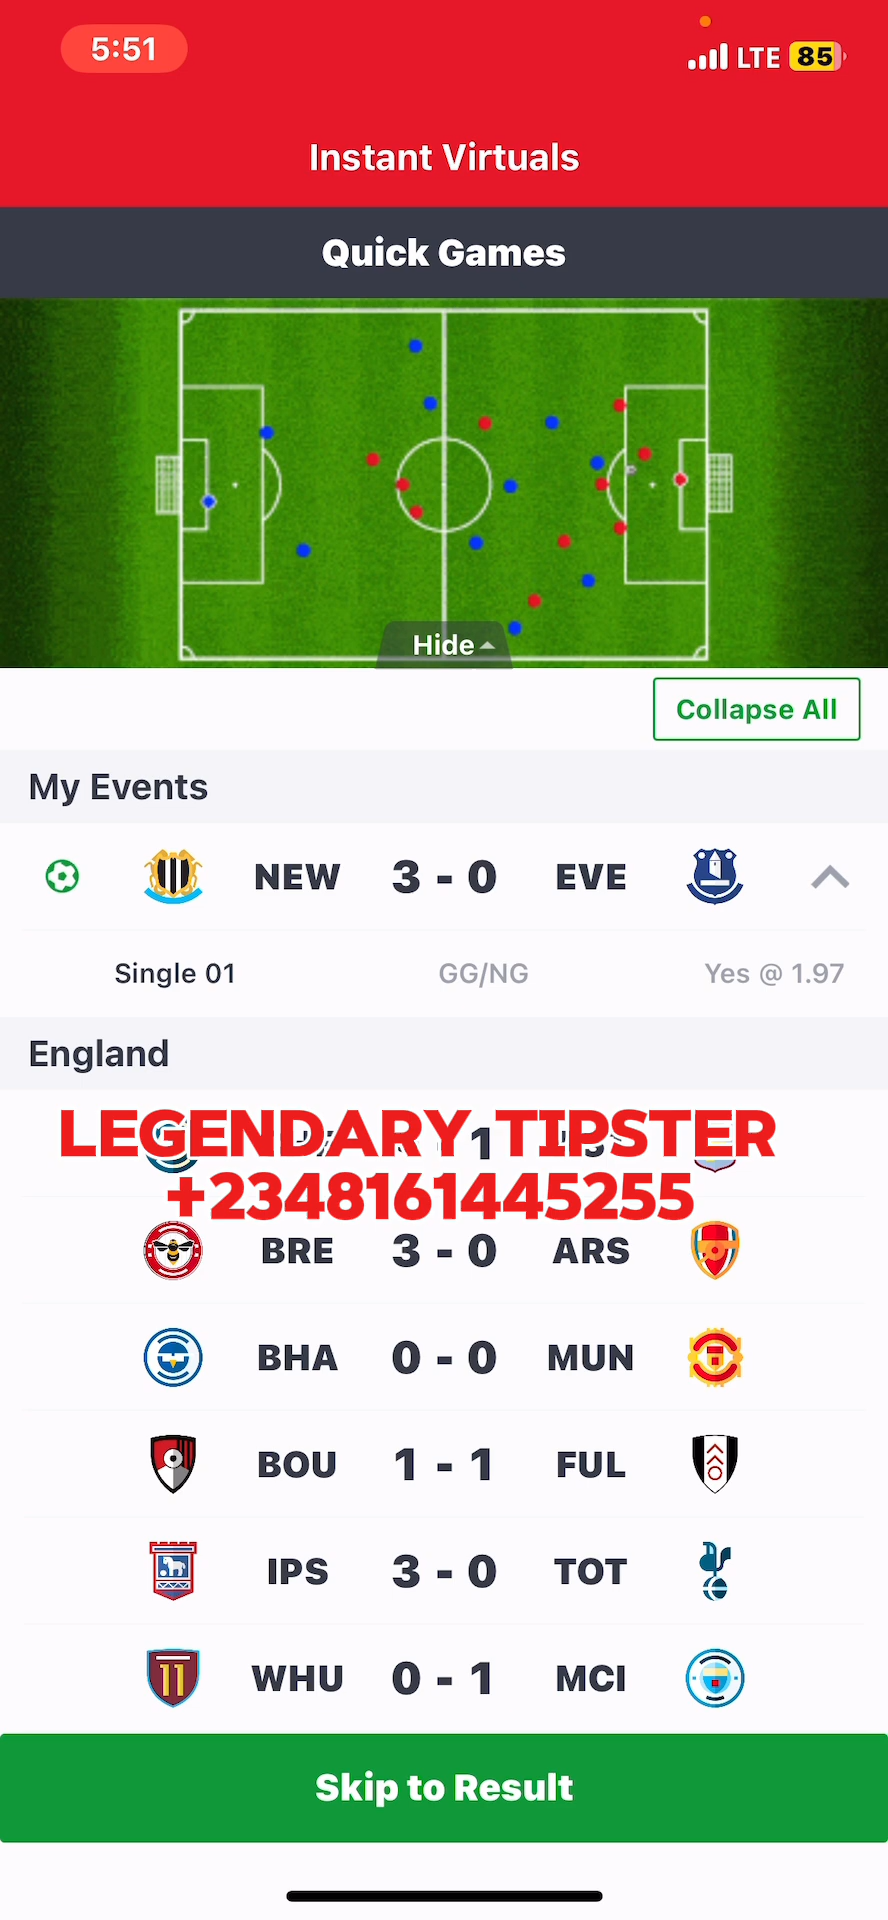 5:51 LTE 85
Instant Virtuals
Quick Games
Hide
Collapse All
My Events
NEW 3 - 0 EVE
Single 01 GG/NG Yes @ 1.97
England
LEGENDARY TIPSTER
+2348161445255
BRE 3 - 0 ARS
BHA 0 - 0 MUN
BOU 1 - 1 FUL
IPS 3 - 0 TOT
WHU 0 - 1 MCI
Skip to Result